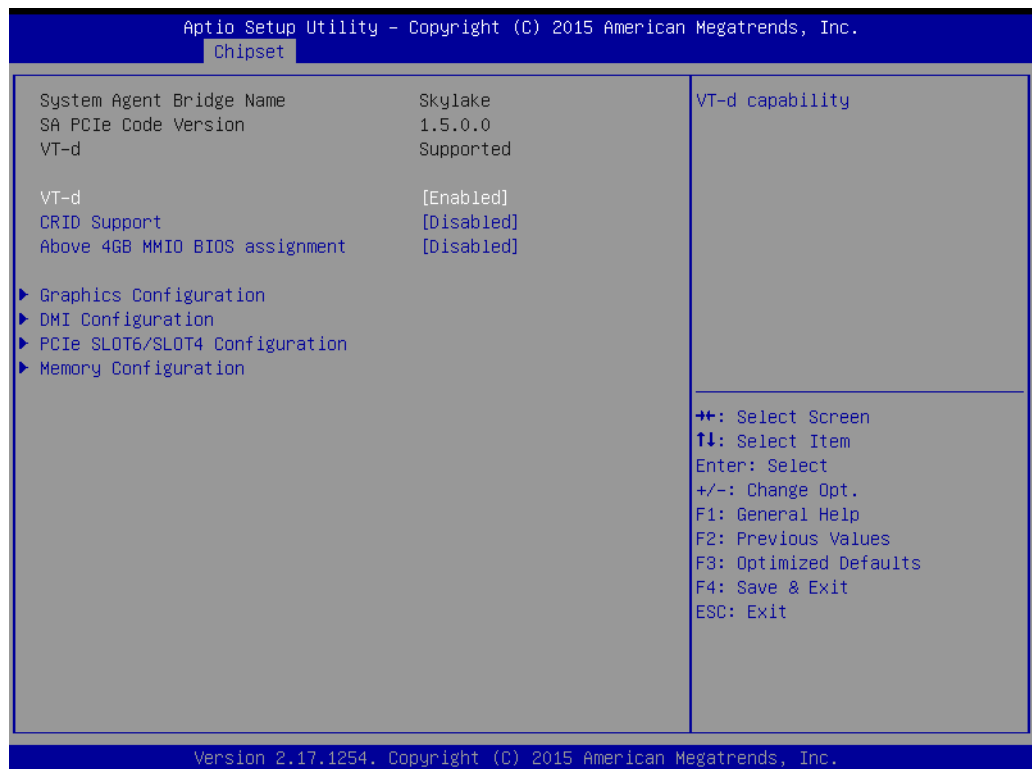 Aptio Setup Utility – Copyright (C) 2015 American Megatrends, Inc.
Chipset
System Agent Bridge Name Skylake
SA PCIe Code Version 1.5.0.0
VT-d Supported
VT-d [Enabled]
CRID Support [Disabled]
Above 4GB MMIO BIOS assignment [Disabled]
Graphics Configuration
DMI Configuration
PCIe SLOT6/SLOT4 Configuration
Memory Configuration
VT-d capability
→←: Select Screen
↑↓: Select Item
Enter: Select
+/-: Change Opt.
F1: General Help
F2: Previous Values
F3: Optimized Defaults
F4: Save & Exit
ESC: Exit
Version 2.17.1254. Copyright (C) 2015 American Megatrends, Inc.